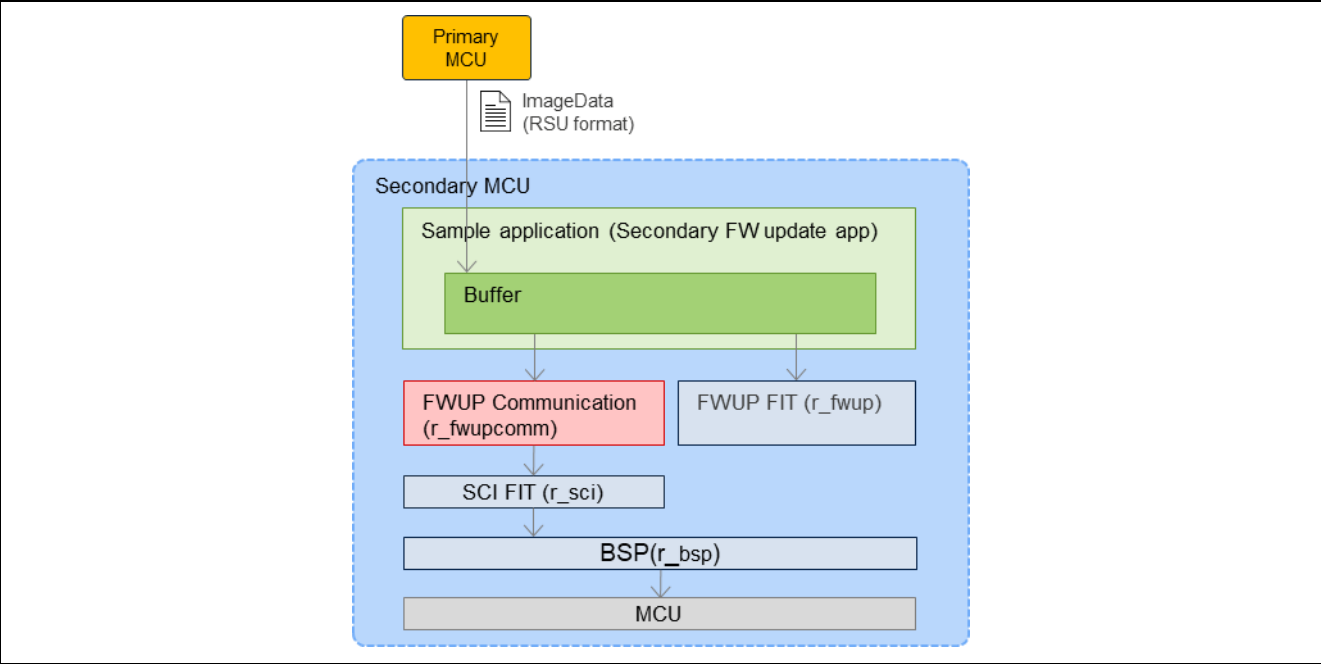 Primary
MCU
ImageData
(RSU format)
Secondary MCU
Sample application (Secondary FW update app)
Buffer
FWUP Communication
(r_fwupcomm)
FWUP FIT (r_fwup)
SCI FIT (r_sci)
BSP(r_bsp)
MCU